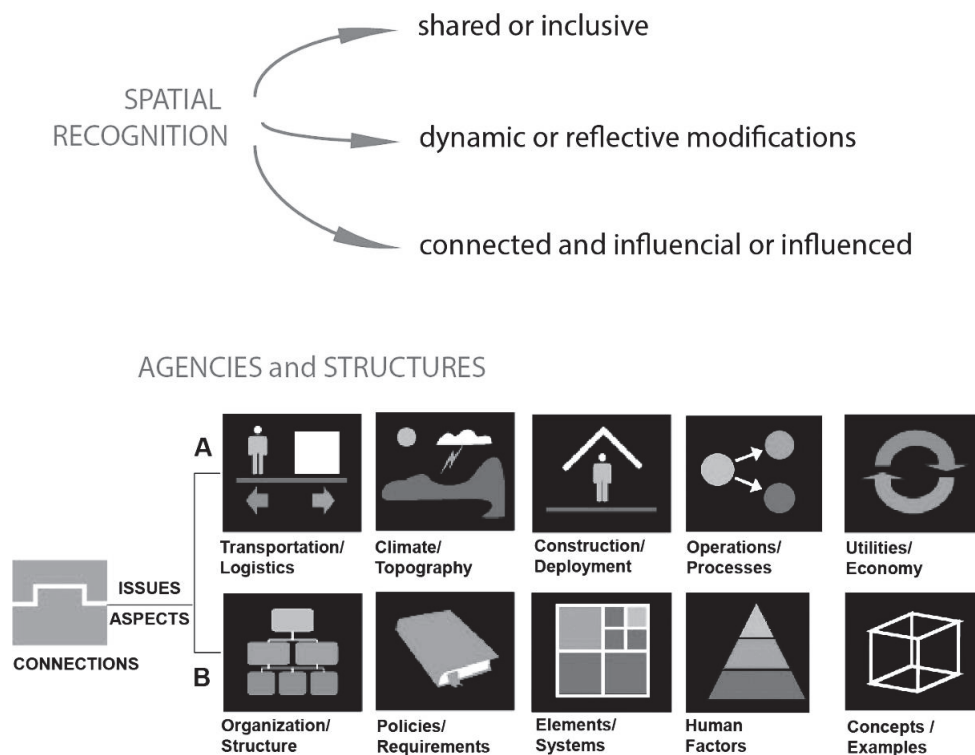 shared or inclusive
SPATIAL
RECOGNITION
dynamic or reflective modifications
connected and influencial or influenced
AGENCIES and STRUCTURES
A
Transportation/
Logistics
Climate/
Topography
Construction/
Deployment
Operations/
Processes
Utilities/
Economy
ISSUES
ASPECTS
CONNECTIONS
B
Organization/
Structure
Policies/
Requirements
Elements/
Systems
Human
Factors
Concepts /
Examples